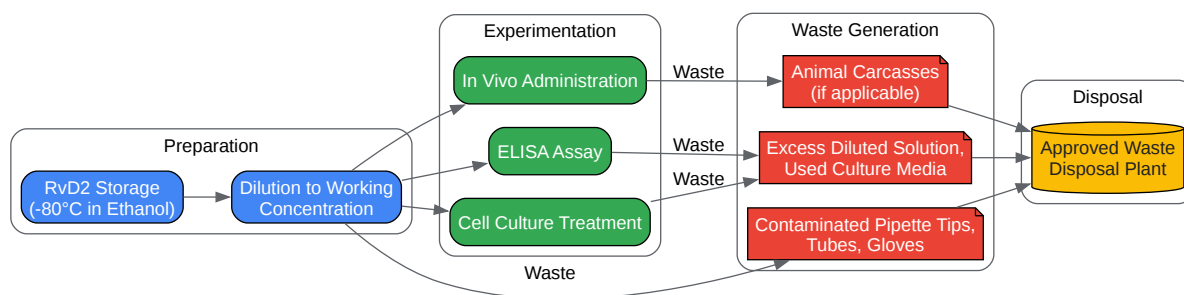 Preparation
RvD2 Storage
(-80°C in Ethanol)
Dilution to Working
Concentration
Experimentation
In Vivo Administration
ELISA Assay
Cell Culture Treatment
Waste
Waste
Waste
Waste
Waste Generation
Animal Carcasses
(if applicable)
Excess Diluted Solution,
Used Culture Media
Contaminated Pipette Tips,
Tubes, Gloves
Disposal
Approved Waste
Disposal Plant